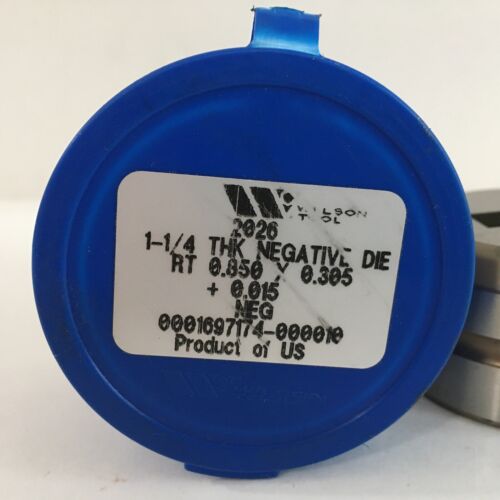 WILSON
TOOL
2026
1-1/4 THK NEGATIVE DIE
RT 0.850 X 0.305
+ 0.015
NEG
0001697174-000010
Product of US